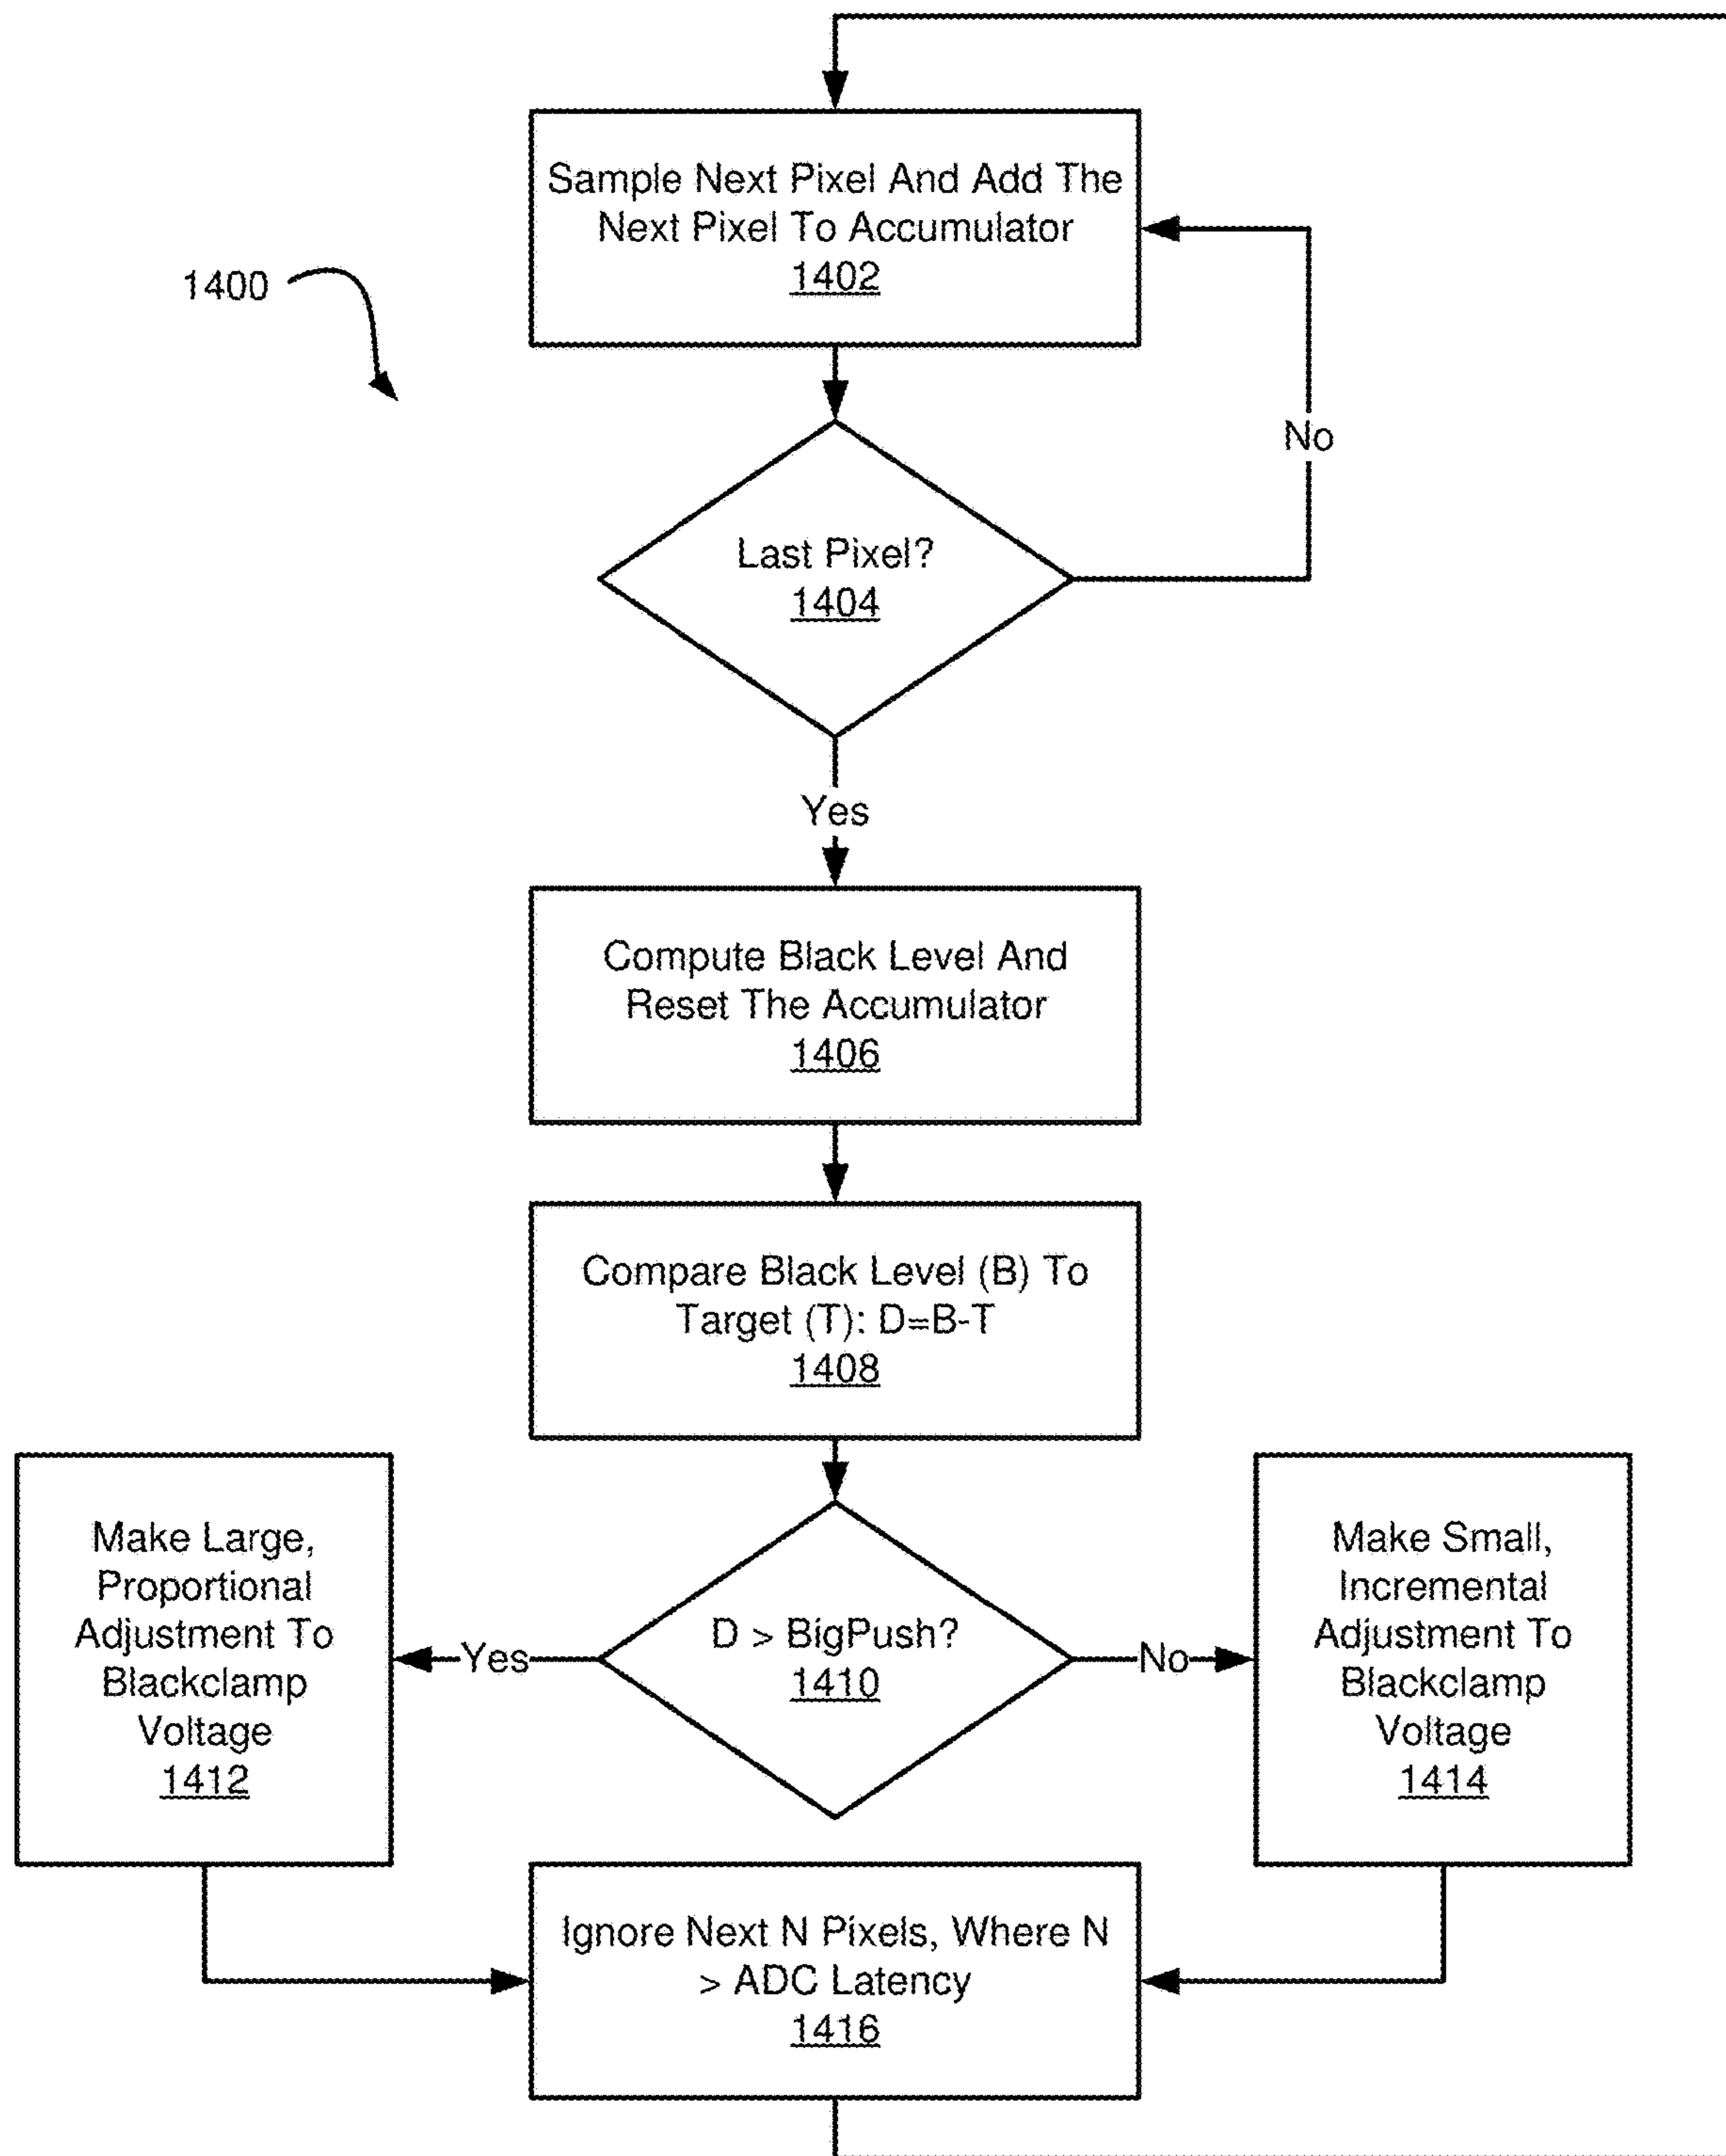 Sample Next Pixel And Add The
Next Pixel To Accumulator
1402
1400
No
Last Pixel?
1404
Yes
Compute Black Level And
Reset The Accumulator
1406
Compare Black Level (B) To
Target (T): D=B-T
1408
Make Large,
Proportional
Adjustment To
Blackclamp
Voltage
1412
Yes
D > BigPush?
1410
No
Make Small,
Incremental
Adjustment To
Blackclamp
Voltage
1414
Ignore Next N Pixels, Where N
> ADC Latency
1416